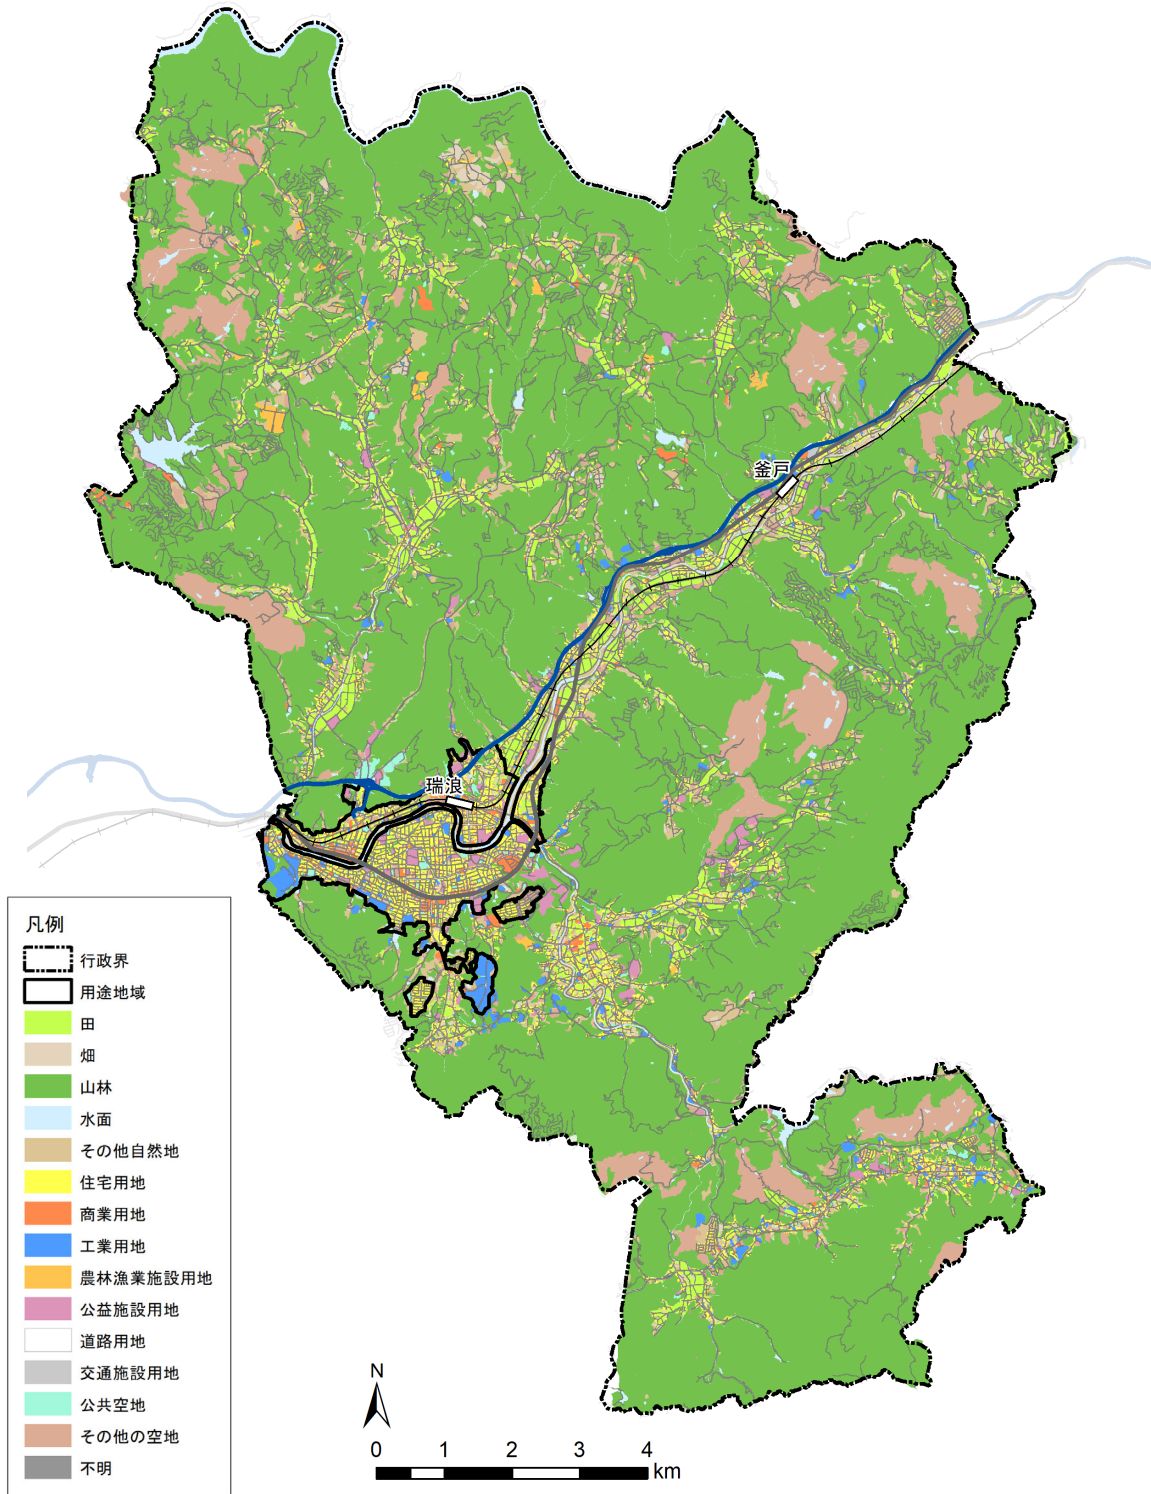 釜戸
瑞浪
凡例
行政界
用途地域
田
畑
山林
水面
その他自然地
住宅用地
商業用地
工業用地
農林漁業施設用地
公益施設用地
道路用地
交通施設用地
公共空地
その他の空地
不明
N
0 1 2 3 4
km